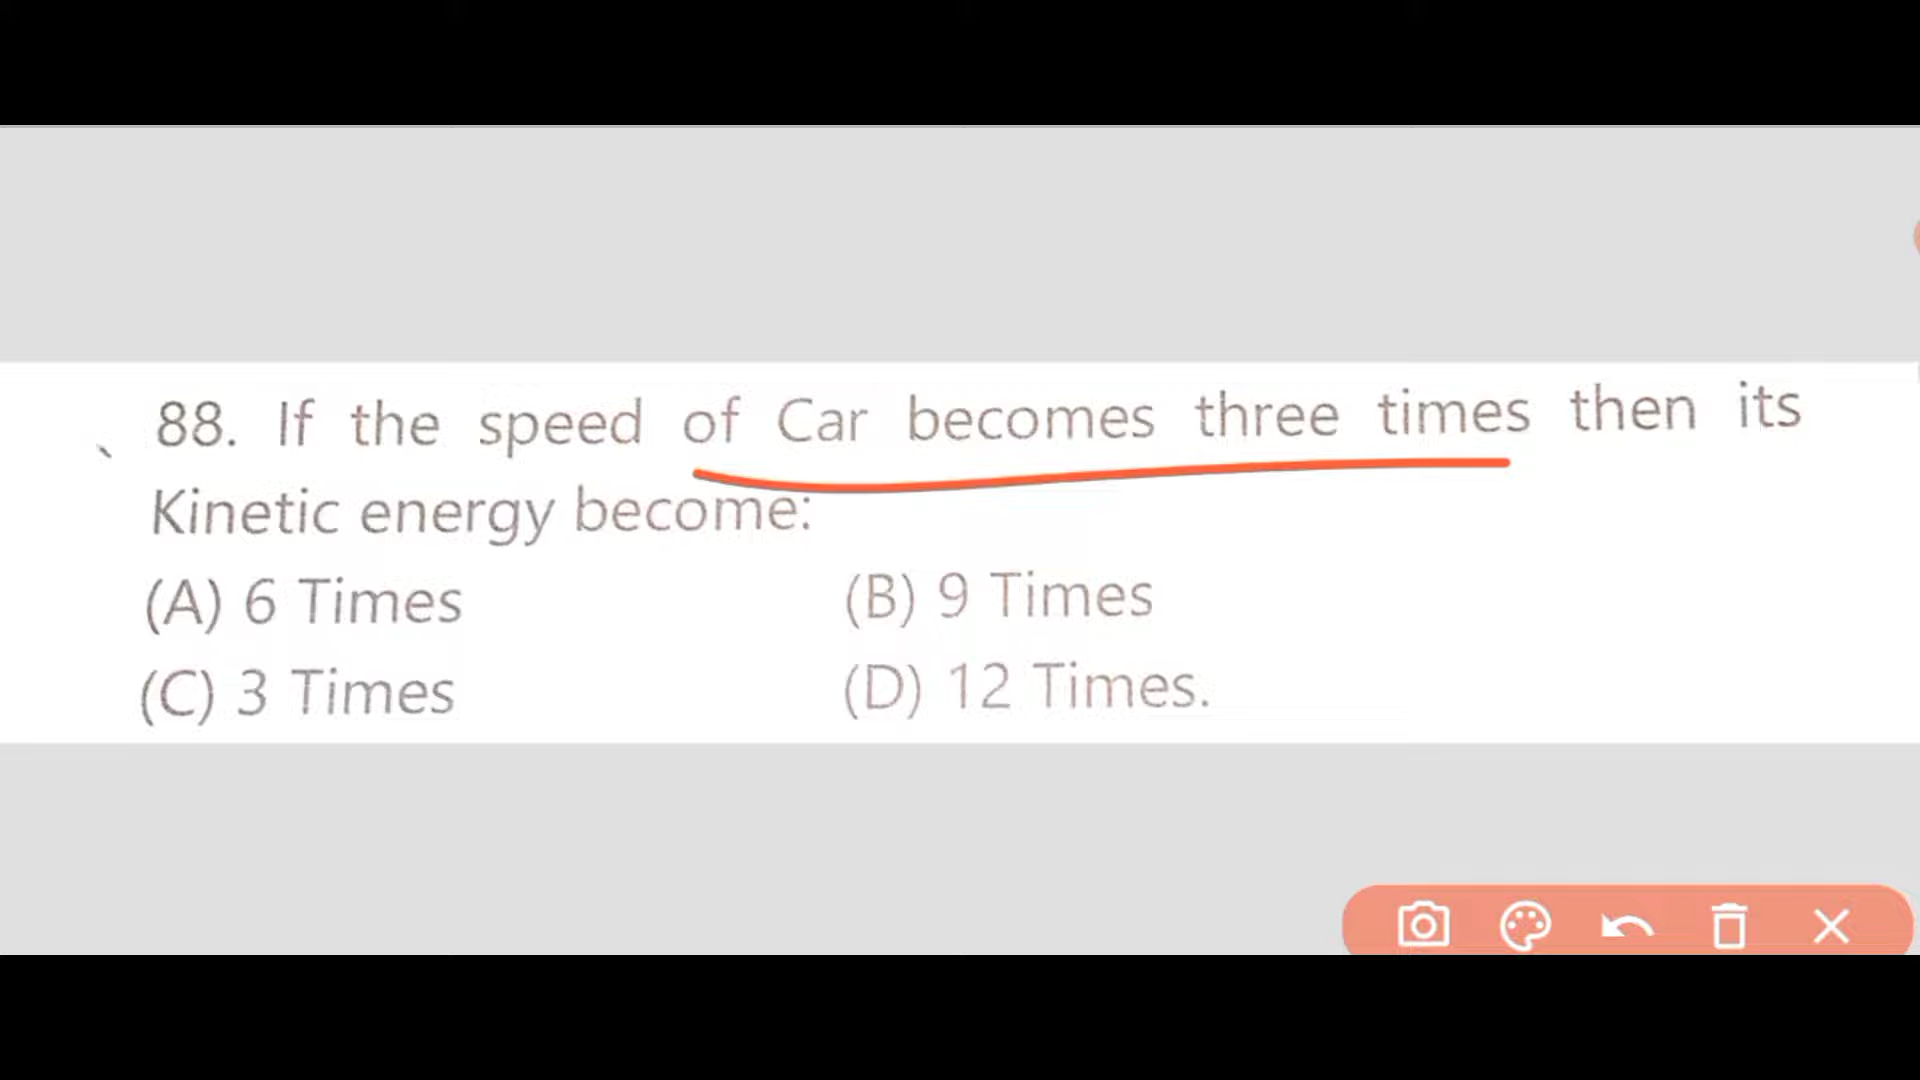 88. If the speed of Car becomes three times then its
Kinetic energy become:
(A) 6 Times
(B) 9 Times
(C) 3 Times
(D) 12 Times.